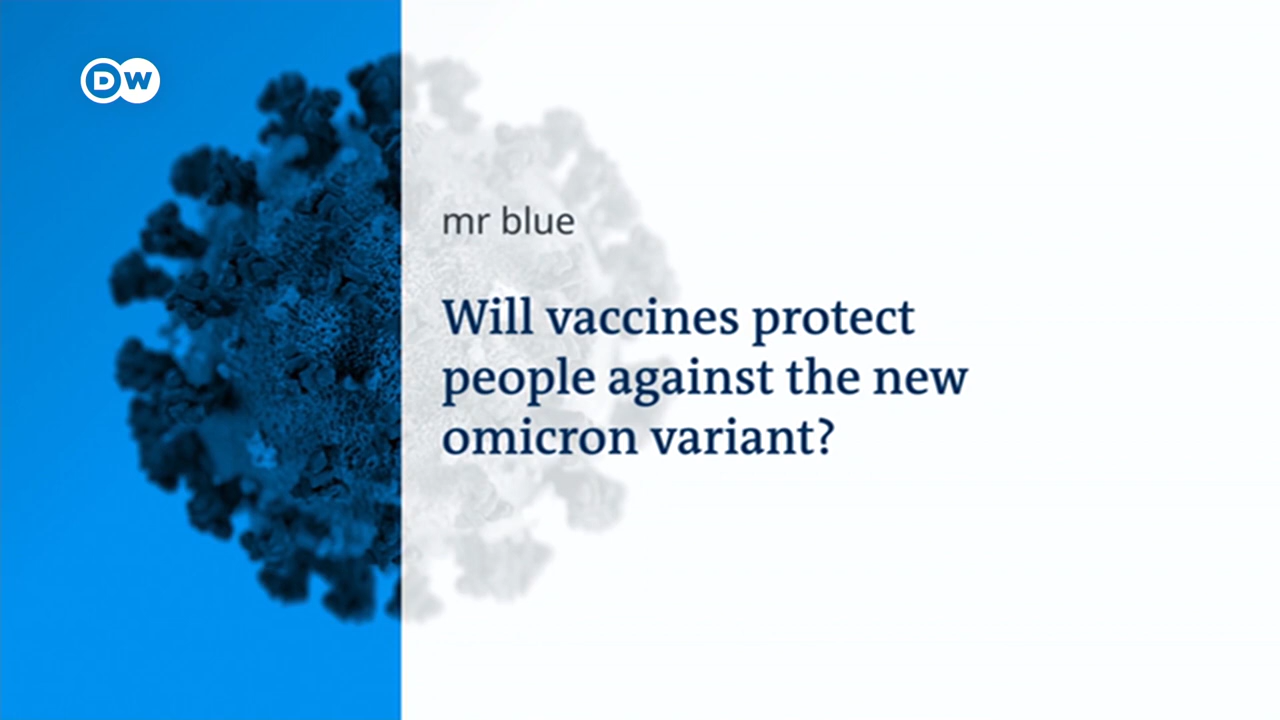 DW
mr blue
Will vaccines protect
people against the new
omicron variant?